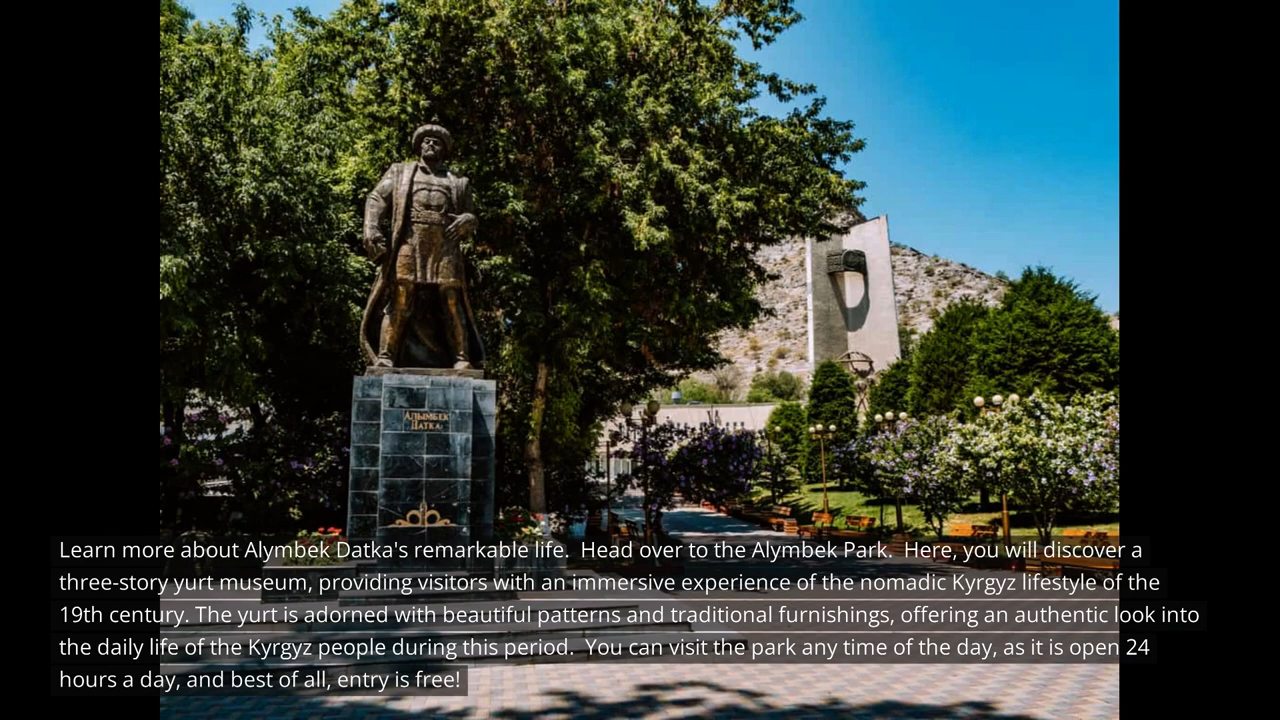 АЛЫМБЕК
ДАТКА
Learn more about Alymbek Datka's remarkable life.  Head over to the Alymbek Park.  Here, you will discover a
three-story yurt museum, providing visitors with an immersive experience of the nomadic Kyrgyz lifestyle of the
19th century. The yurt is adorned with beautiful patterns and traditional furnishings, offering an authentic look into
the daily life of the Kyrgyz people during this period.  You can visit the park any time of the day, as it is open 24
hours a day, and best of all, entry is free!